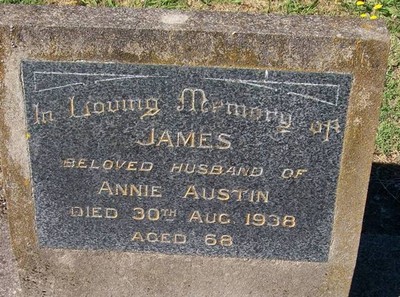 In Loving Memory of
JAMES
BELOVED HUSBAND OF
ANNIE AUSTIN
DIED 30TH AUG 1938
AGED 68